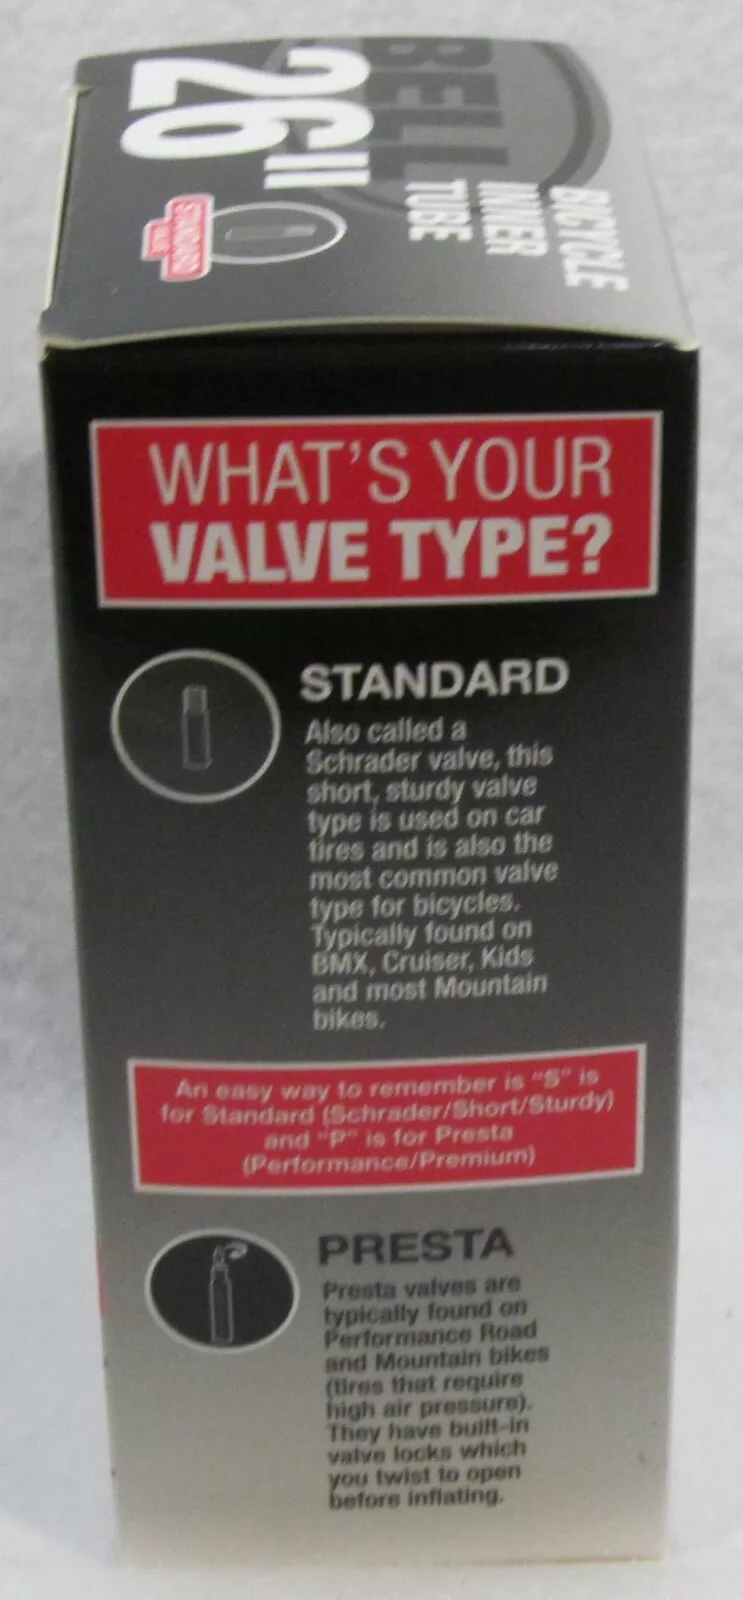 BELL
26"
BICYCLE
INNER
TUBE
STANDARD
VALVE
WHAT'S YOUR
VALVE TYPE?
STANDARD
Also called a
Schrader valve, this
short, sturdy valve
type is used on car
tires and is also the
most common valve
type for bicycles.
Typically found on
BMX, Cruiser, Kids
and most Mountain
bikes.
An easy way to remember is "S" is
for Standard (Schrader/Short/Sturdy)
and "P" is for Presta
(Performance/Premium)
PRESTA
Presta valves are
typically found on
Performance Road
and Mountain bikes
(tires that require
high air pressure).
They have built-in
valve locks which
you twist to open
before inflating.